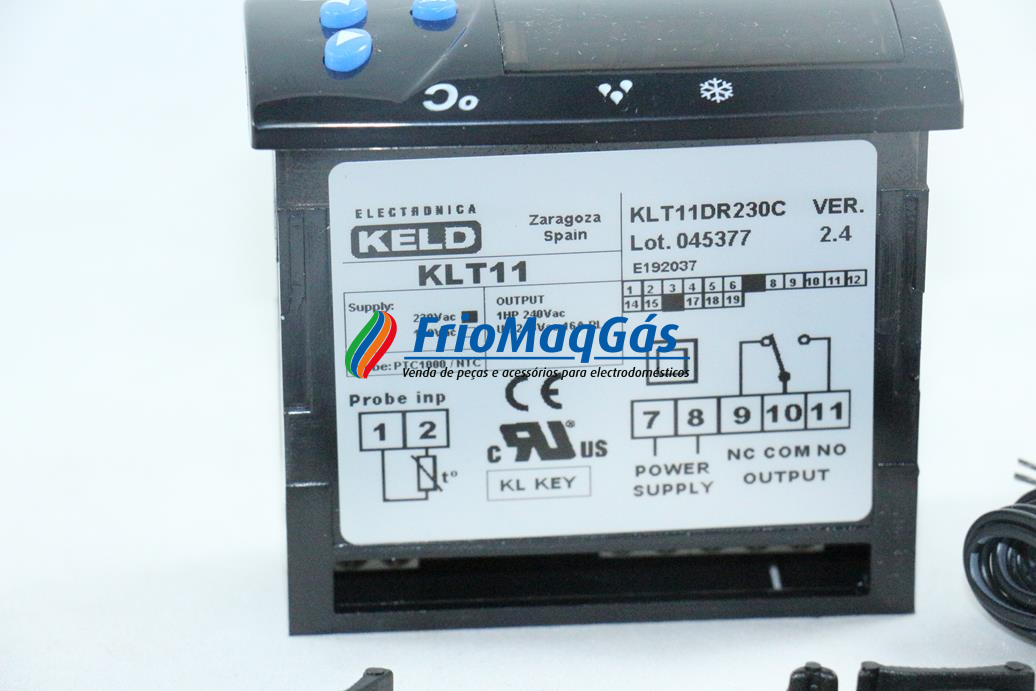 ELECTRONICA
KELD
Zaragoza
Spain
KLT11
KLT11DR230C VER.
Lot. 045377 2.4
E192037
1 2 3 4 5 6 8 9 10 11 12
14 15 17 18 19
Supply:
230Vac
OUTPUT
1HP 240Vac
FrioMaqGás
Venda de peças e acessórios para electrodomésticos
PTC1000 / NTC
Probe inp
1 2
t°
CE
C RU ® US
KL KEY
7 8 9 10 11
POWER
SUPPLY
NC COM NO
OUTPUT